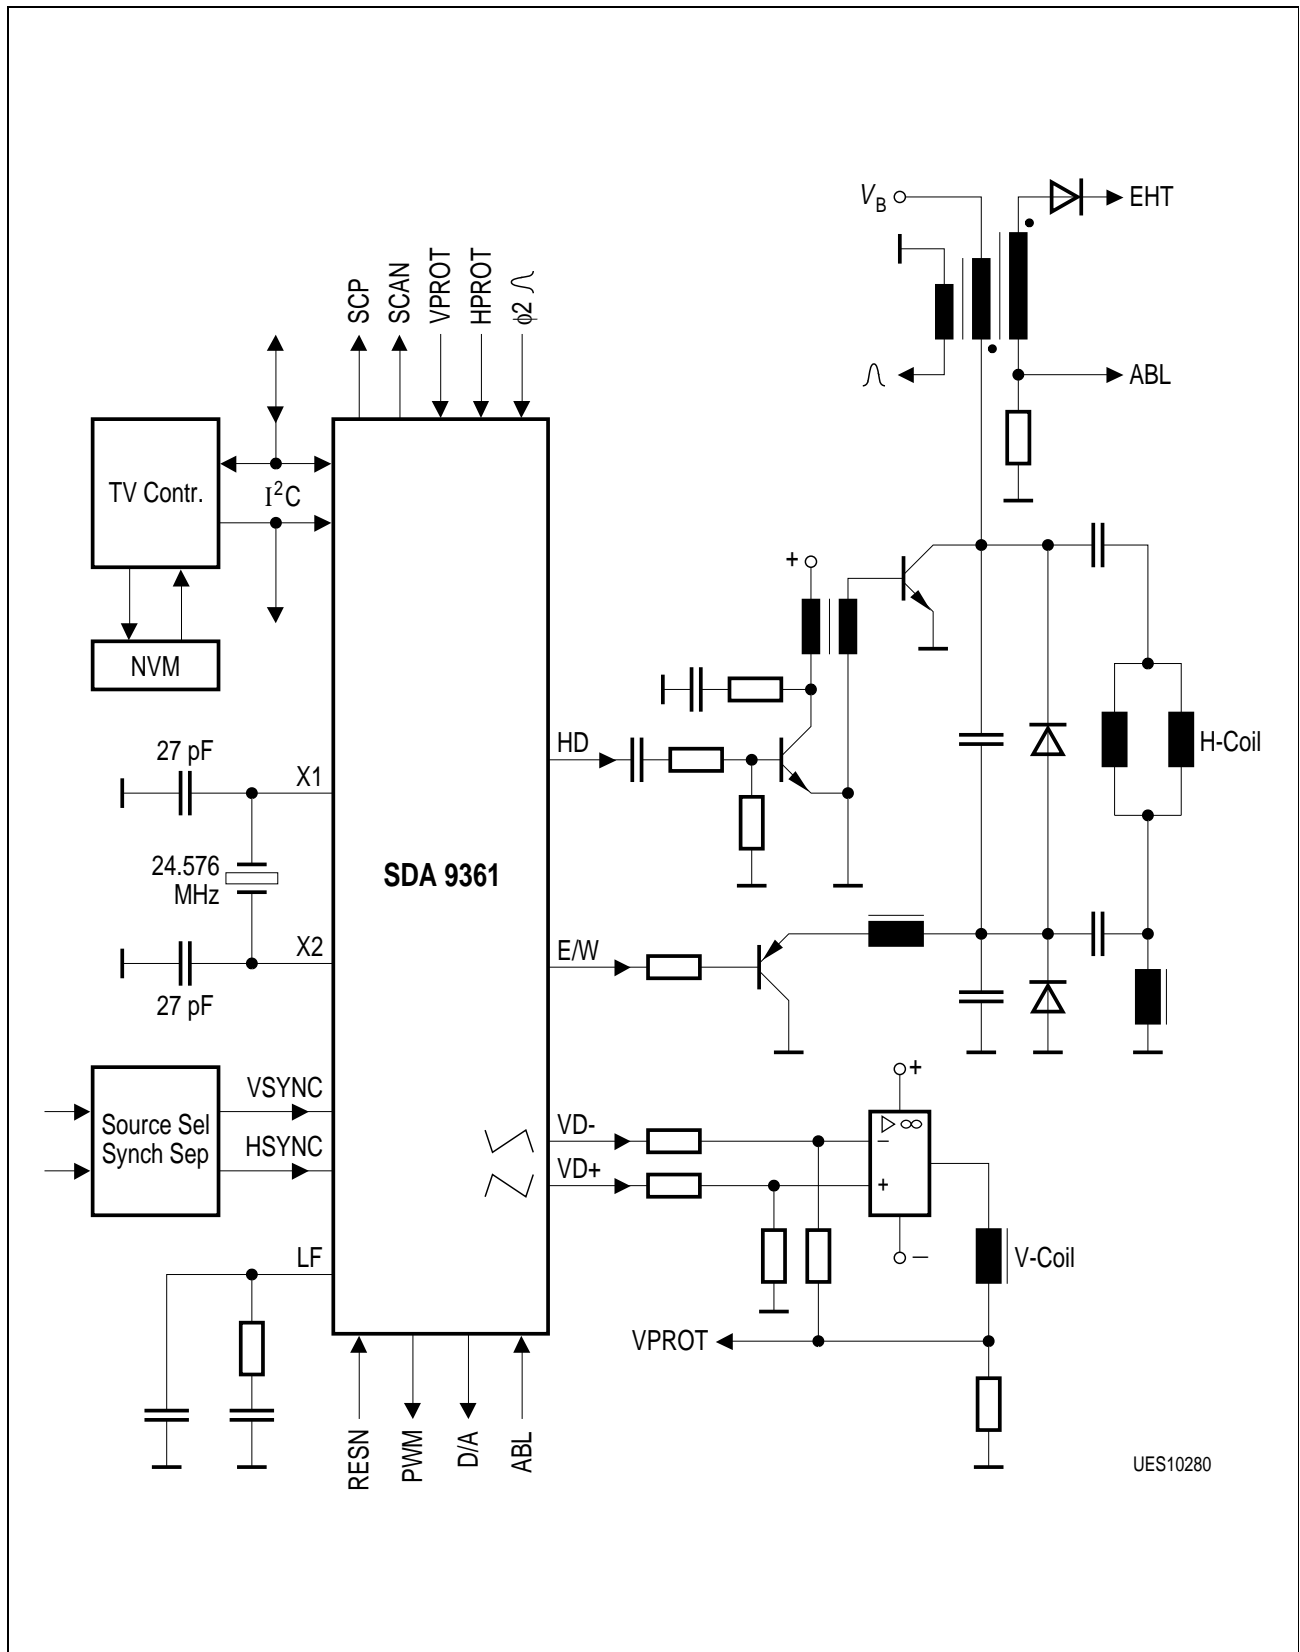 V_B
EHT
SCP
SCAN
VPROT
HPROT
ϕ2
ABL
TV Contr.
I²C
+
NVM
HD
H-Coil
27 pF
X1
24.576
MHz
SDA 9361
X2
E/W
27 pF
+
VSYNC
Source Sel
Synch Sep
HSYNC
VD-
VD+
▷ ∞
−
+
−
V-Coil
LF
VPROT
RESN
PWM
D/A
ABL
UES10280